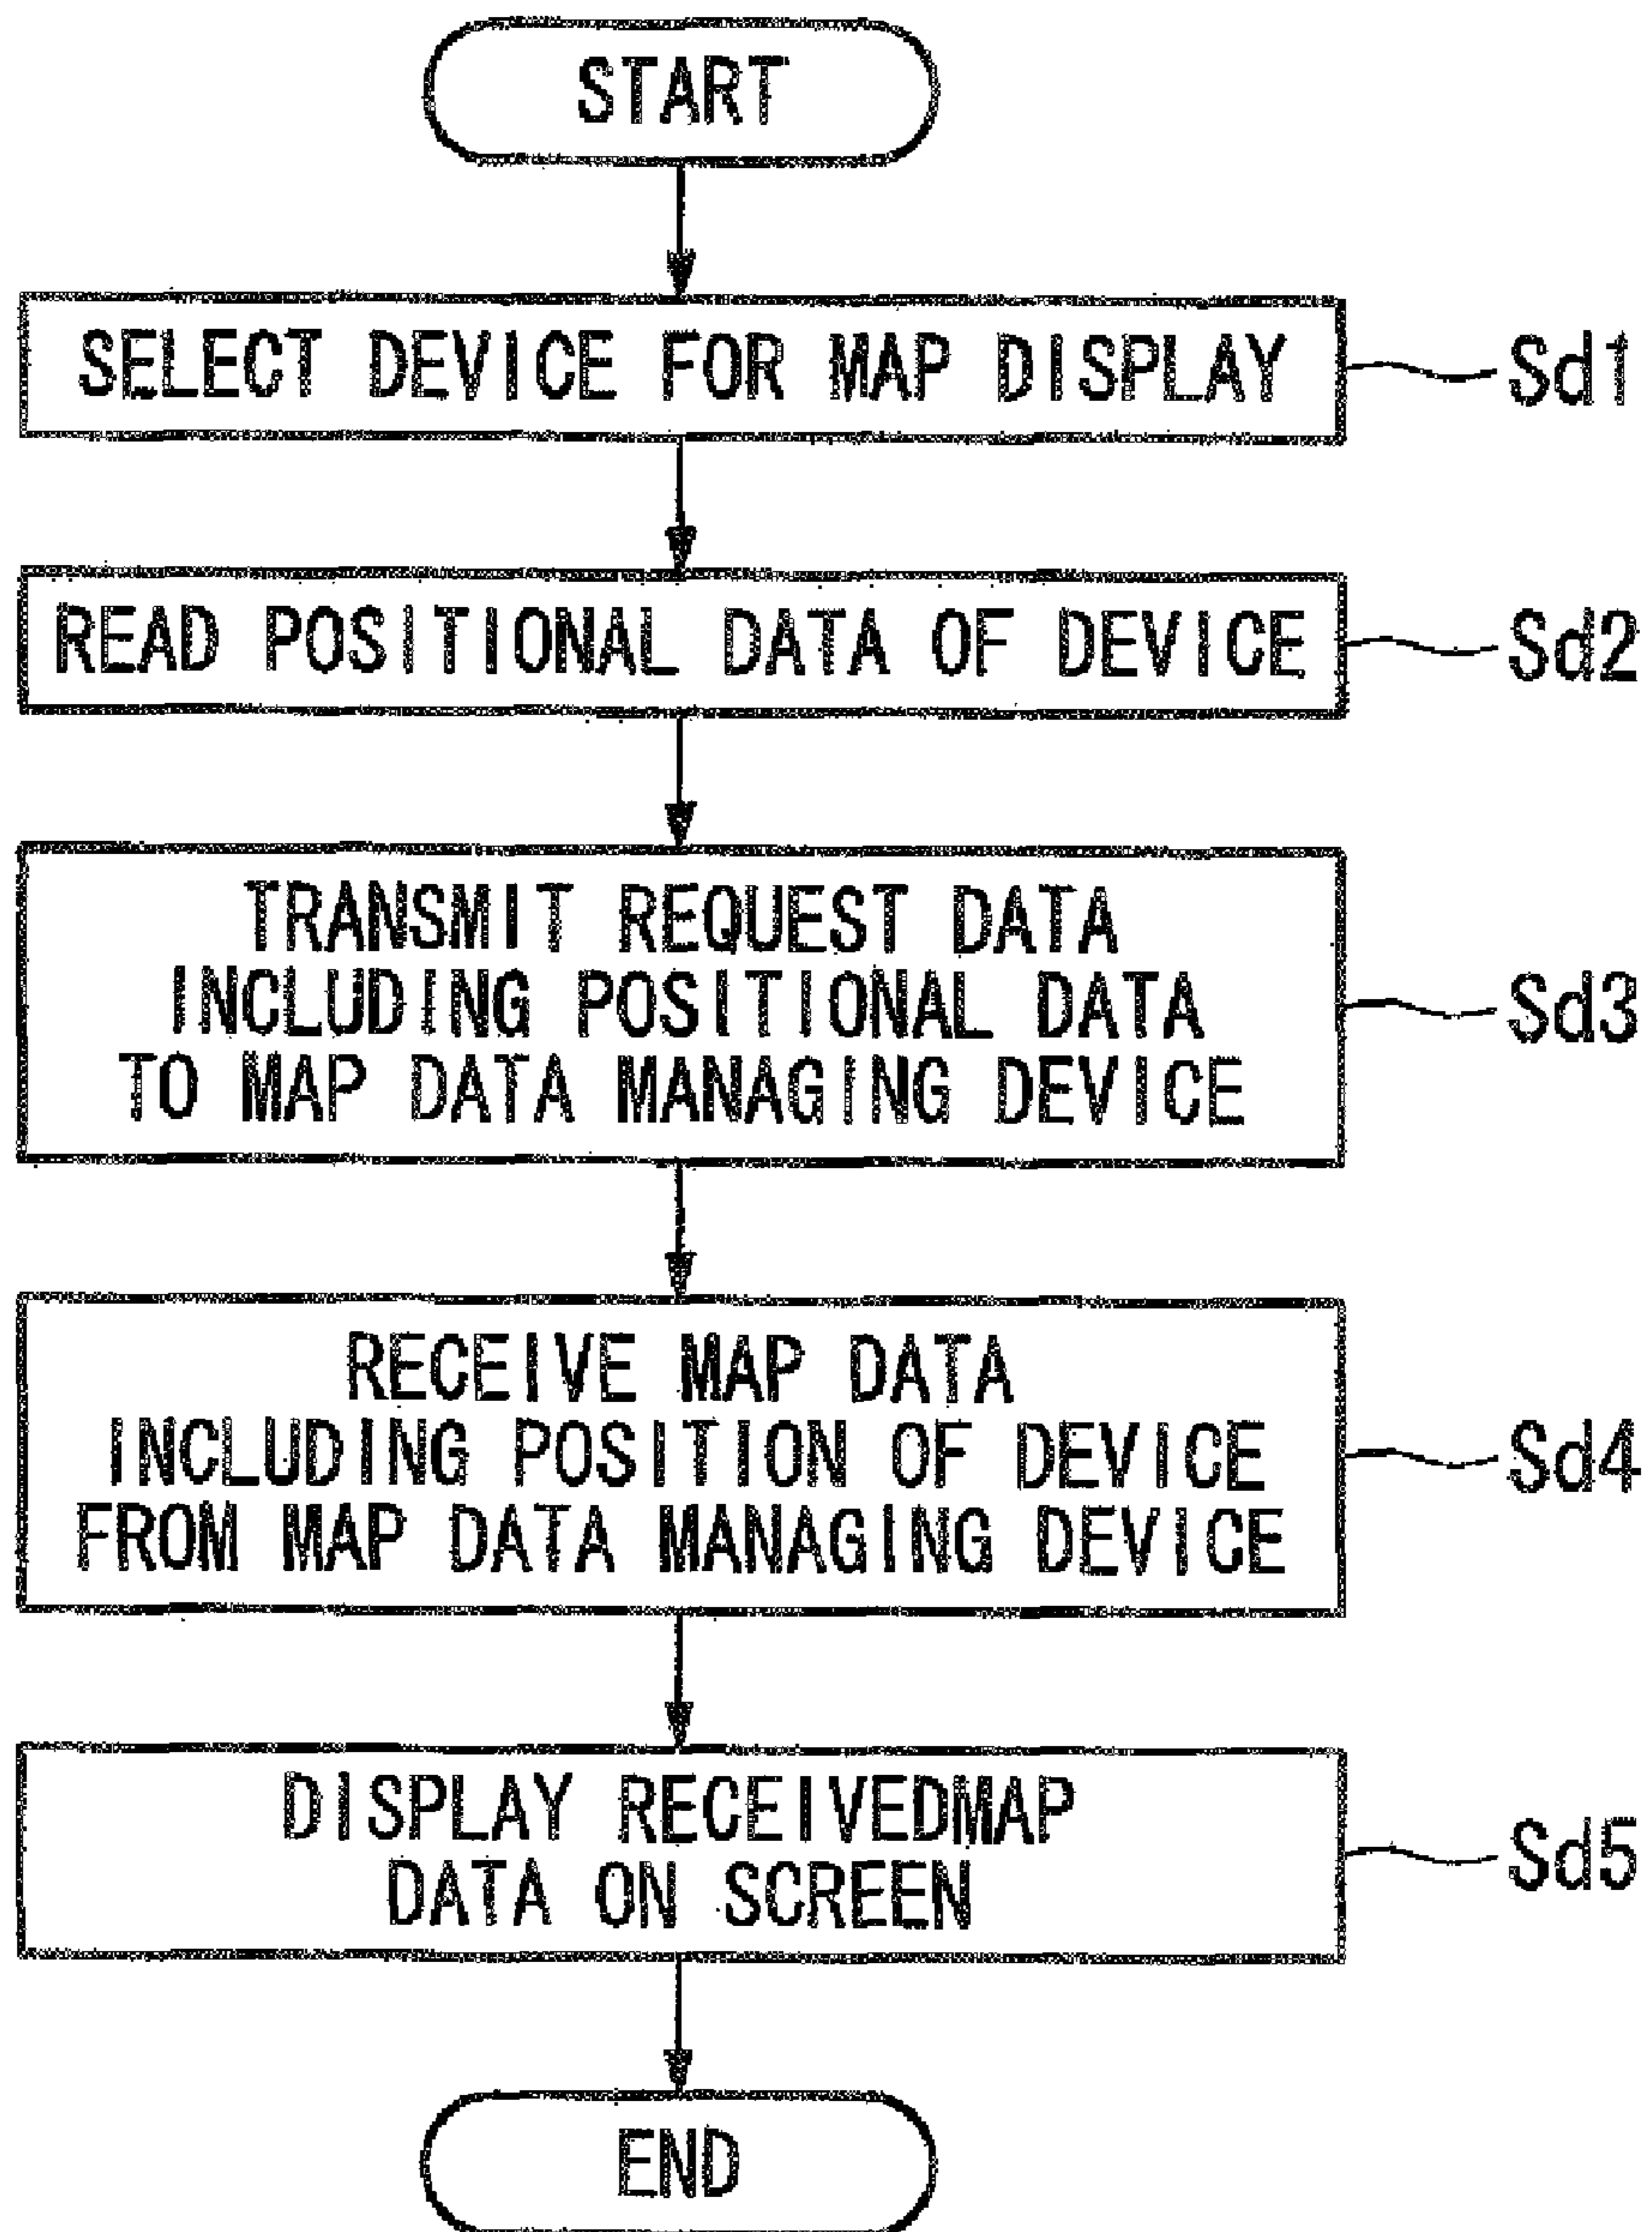 START
SELECT DEVICE FOR MAP DISPLAY
Sd1
READ POSITIONAL DATA OF DEVICE
Sd2
TRANSMIT REQUEST DATA
INCLUDING POSITIONAL DATA
TO MAP DATA MANAGING DEVICE
Sd3
RECEIVE MAP DATA
INCLUDING POSITION OF DEVICE
FROM MAP DATA MANAGING DEVICE
Sd4
DISPLAY RECEIVEDMAP
DATA ON SCREEN
Sd5
END